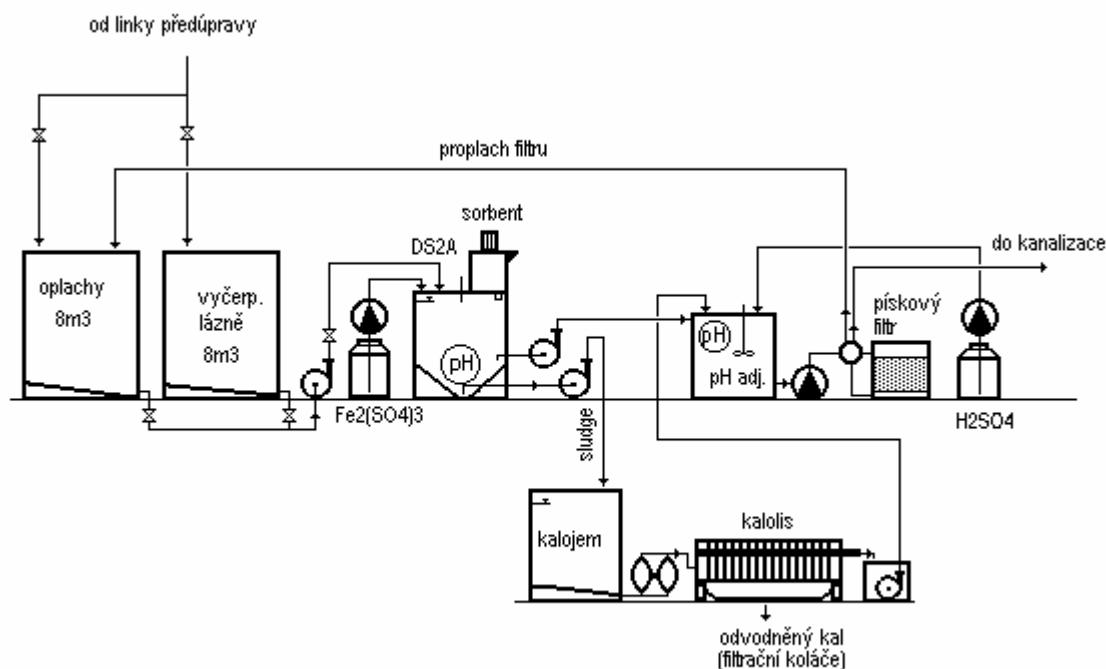 od linky předúpravy
proplach filtru
sorbent
DS2A
do kanalizace
oplachy
8m3
vyčerp.
lázně
8m3
pískový
filtr
pH
pH
pH adj.
Fe2(SO4)3
H2SO4
sludge
kalojem
kalolis
odvodněný kal
(filtrační koláče)